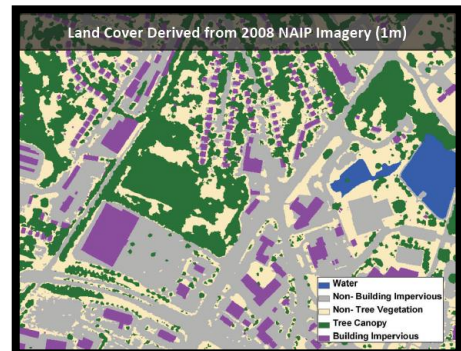 Land Cover Derived from 2008 NAIP Imagery (1m)
Water
Non- Building Impervious
Non- Tree Vegetation
Tree Canopy
Building Impervious